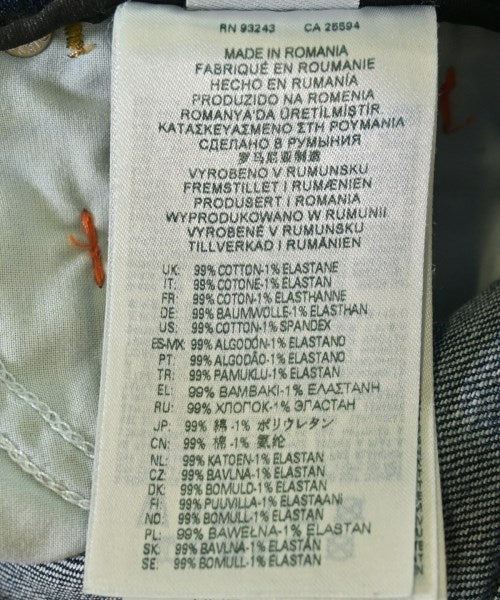 RN 93243 CA 25594
MADE IN ROMANIA
FABRIQUÉ EN ROUMANIE
HECHO EN RUMANÍA
PRODUZIDO NA ROMENIA
ROMANYA'DA ÜRETİLMİŞTİR
ΚΑΤΑΣΚΕΥΑΣΜΕΝΟ ΣΤΗ ΡΟΥΜΑΝΙΑ
СДЕЛАНО В РУМЫНИЯ
罗马尼亚制造
VYROBENO V RUMUNSKU
FREMSTILLET I RUMÆNIEN
PRODUSERT I ROMANIA
WYPRODUKOWANO W RUMUNII
VYROBENÉ V RUMUNSKU
TILLVERKAD I RUMÄNIEN
UK: 99% COTTON-1% ELASTANE
IT: 99% COTONE-1% ELASTAN
FR: 99% COTON-1% ELASTHANNE
DE: 99% BAUMWOLLE-1% ELASTHAN
US: 99% COTTON-1% SPANDEX
ES-MX: 99% ALGODÓN-1% ELASTANO
PT: 99% ALGODÃO-1% ELASTANO
TR: 99% PAMUKLU-1% ELASTAN
EL: 99% ΒΑΜΒΑΚΙ-1% ΕΛΑΣΤΑΝΗ
RU: 99% ХЛОПОК-1% ЭЛАСТАН
JP: 99% 綿-1% ポリウレタン
CN: 99% 棉-1% 氨纶
NL: 99% KATOEN-1% ELASTAN
CZ: 99% BAVLNA-1% ELASTAN
DK: 99% BOMULD-1% ELASTAN
FI: 99% PUUVILLA-1% ELASTAANI
NO: 99% BOMULL-1% ELASTAN
PL: 99% BAWEŁNA-1% ELASTAN
SK: 99% BAVLNA-1% ELASTAN
SE: 99% BOMULL-1% ELASTAN